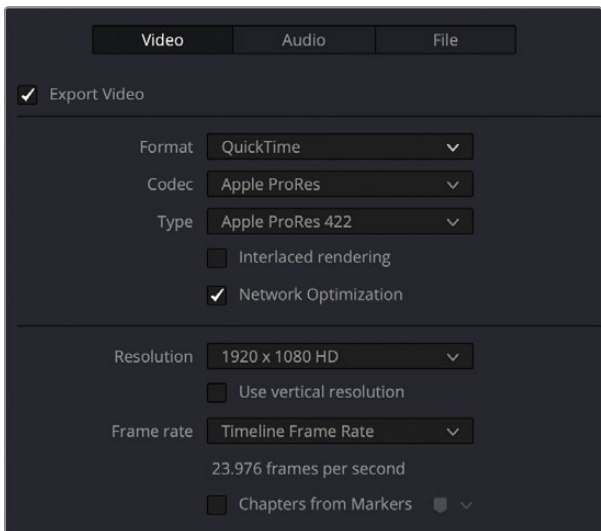 Video Audio File
Export Video
Format QuickTime
Codec Apple ProRes
Type Apple ProRes 422
Interlaced rendering
Network Optimization
Resolution 1920 x 1080 HD
Use vertical resolution
Frame rate Timeline Frame Rate
23.976 frames per second
Chapters from Markers